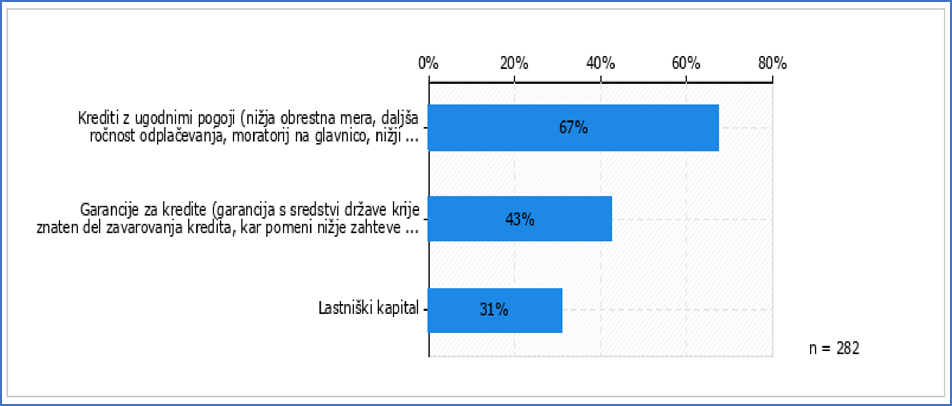 0% 20% 40% 60% 80%
Krediti z ugodnimi pogoji (nižja obrestna mera, daljša
ročnost odplačevanja, moratorij na glavnico, nižji ...
67%
Garancije za kredite (garancija s sredstvi države krije
znaten del zavarovanja kredita, kar pomeni nižje zahteve ...
43%
Lastniški kapital
31%
n = 282